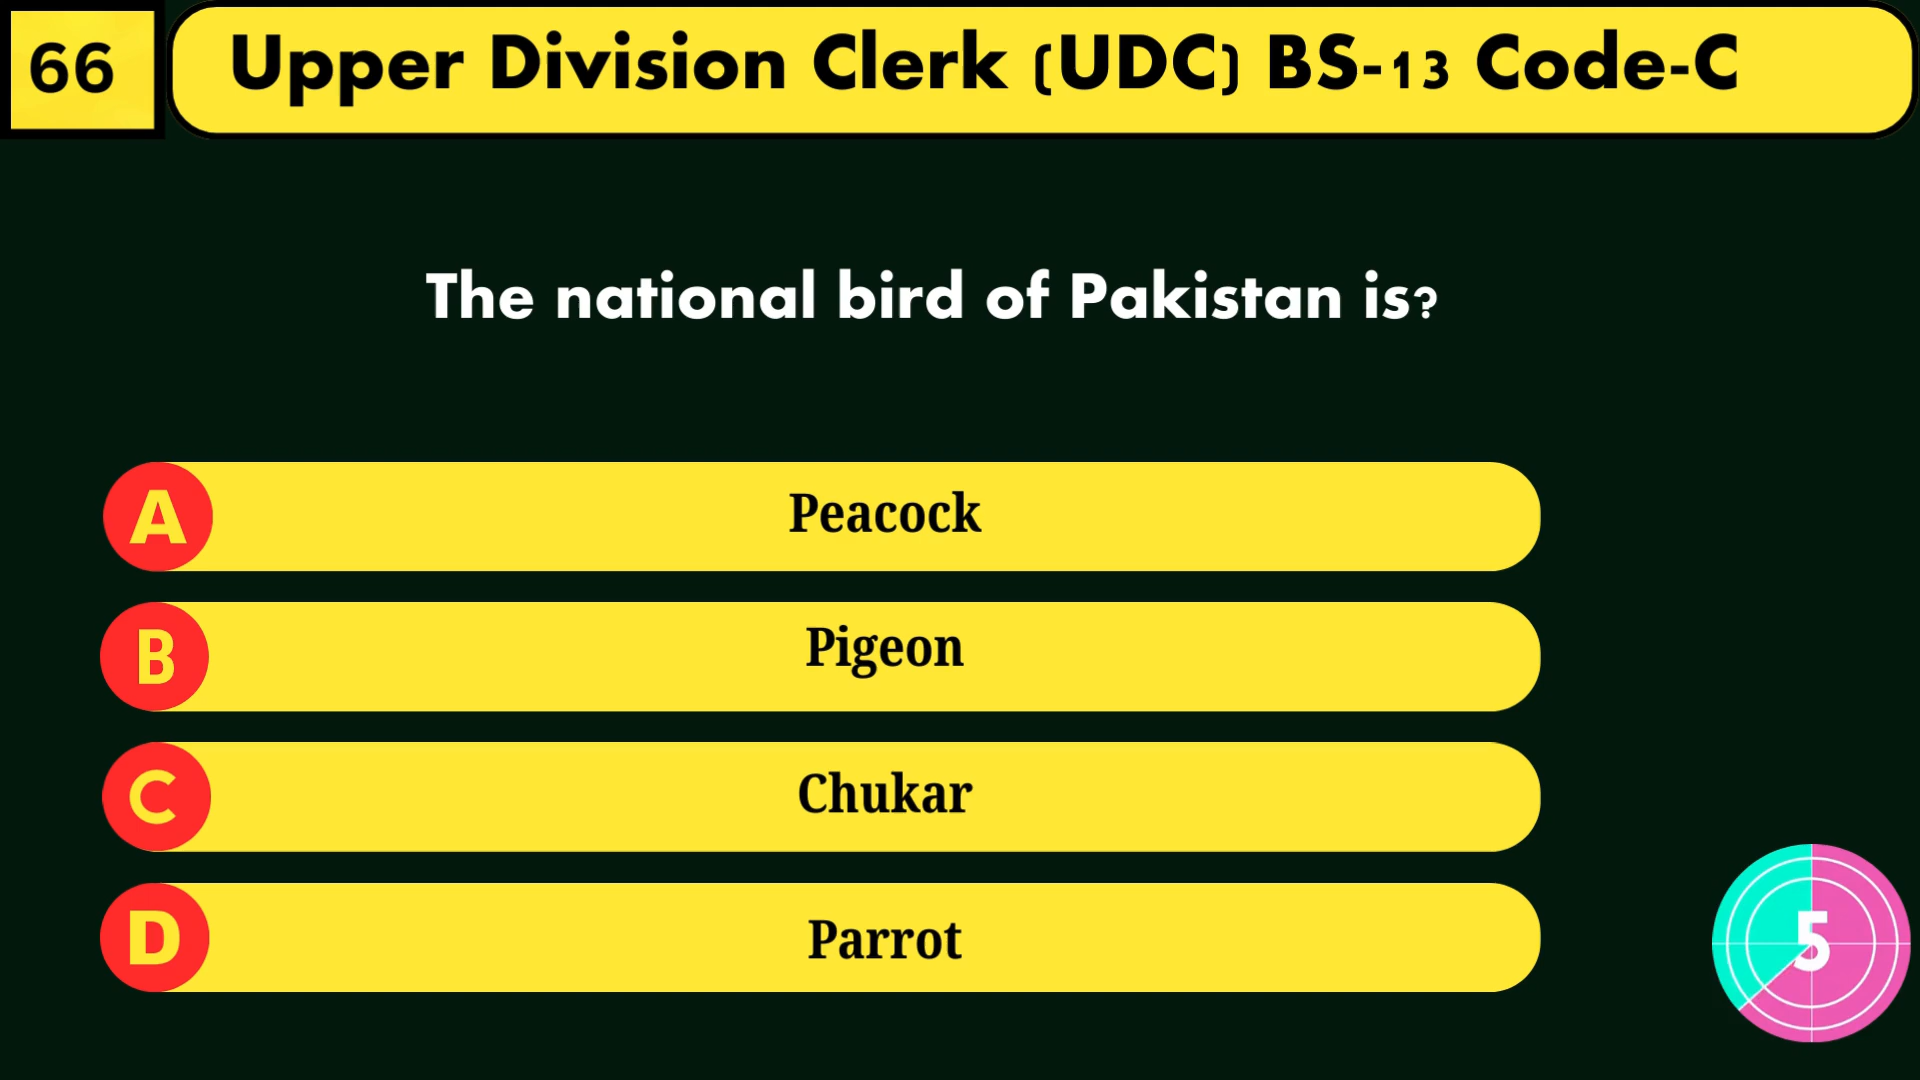 66
Upper Division Clerk (UDC) BS-13 Code-C
The national bird of Pakistan is?
A Peacock
B Pigeon
C Chukar
D Parrot
5